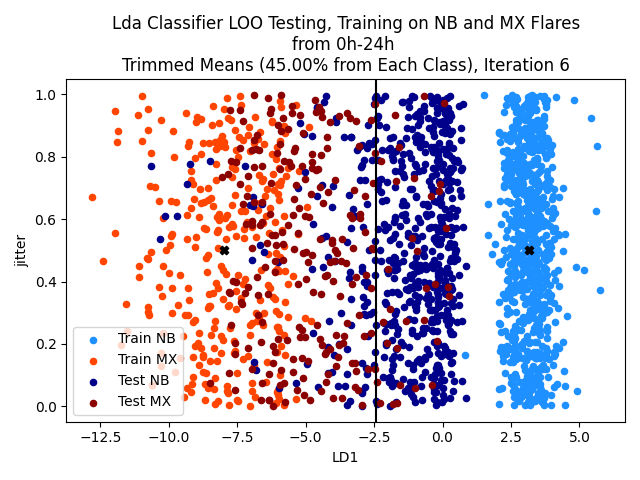 Lda Classifier LOO Testing, Training on NB and MX Flares
from 0h-24h
Trimmed Means (45.00% from Each Class), Iteration 6
1.0
0.8
0.6
0.4
0.2
0.0
jitter
Train NB
Train MX
Test NB
Test MX
−12.5
−10.0
−7.5
−5.0
−2.5
0.0
2.5
5.0
LD1